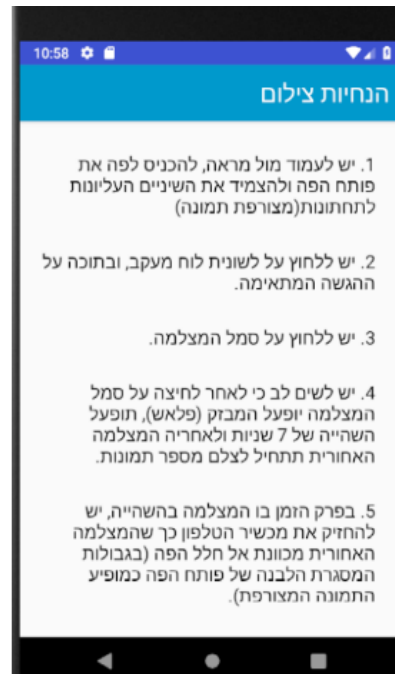 10:58
הנחיות צילום
1. יש לעמוד מול מראה, להכניס לפה את
פותח הפה ולהצמיד את השיניים העליונות
לתחתונות(מצורפת תמונה)
2. יש ללחוץ על לשונית לוח מעקב, ובתוכה על
ההגשה המתאימה.
3. יש ללחוץ על סמל המצלמה.
4. יש לשים לב כי לאחר לחיצה על סמל
המצלמה יופעל המבזק (פלאש), תופעל
השהייה של 7 שניות ולאחריה המצלמה
האחורית תתחיל לצלם מספר תמונות.
5. בפרק הזמן בו המצלמה בהשהייה, יש
להחזיק את מכשיר הטלפון כך שהמצלמה
האחורית מכוונת אל חלל הפה (בגבולות
המסגרת הלבנה של פותח הפה כמופיע
התמונה המצורפת).